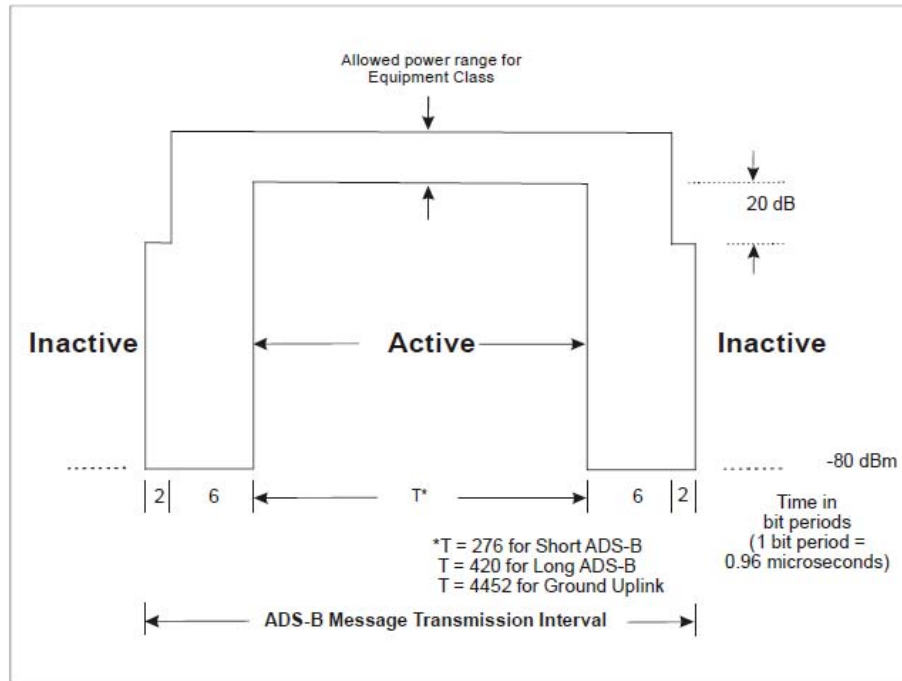 Allowed power range for
Equipment Class
20 dB
Inactive
Active
Inactive
-80 dBm
2
6
T*
6
2
Time in
bit periods
(1 bit period =
0.96 microseconds)
*T = 276 for Short ADS-B
T = 420 for Long ADS-B
T = 4452 for Ground Uplink
ADS-B Message Transmission Interval